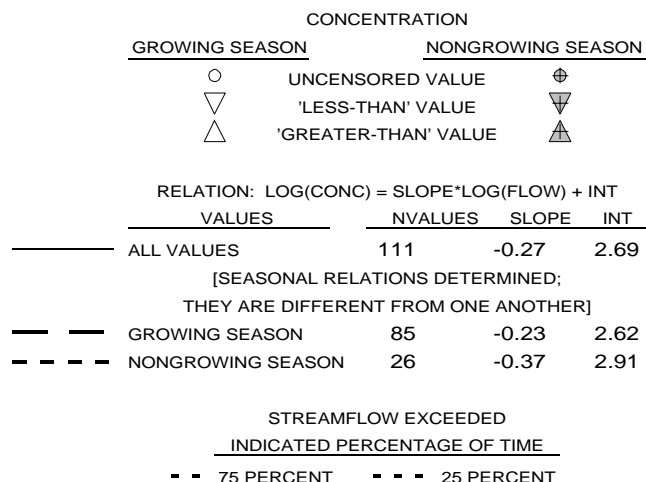 CONCENTRATION
GROWING SEASON NONGROWING SEASON
UNCENSORED VALUE
'LESS-THAN' VALUE
'GREATER-THAN' VALUE
RELATION: LOG(CONC) = SLOPE*LOG(FLOW) + INT
VALUES NVALUES SLOPE INT
ALL VALUES 111 -0.27 2.69
[SEASONAL RELATIONS DETERMINED;
THEY ARE DIFFERENT FROM ONE ANOTHER]
GROWING SEASON 85 -0.23 2.62
NONGROWING SEASON 26 -0.37 2.91
STREAMFLOW EXCEEDED
INDICATED PERCENTAGE OF TIME
75 PERCENT 25 PERCENT